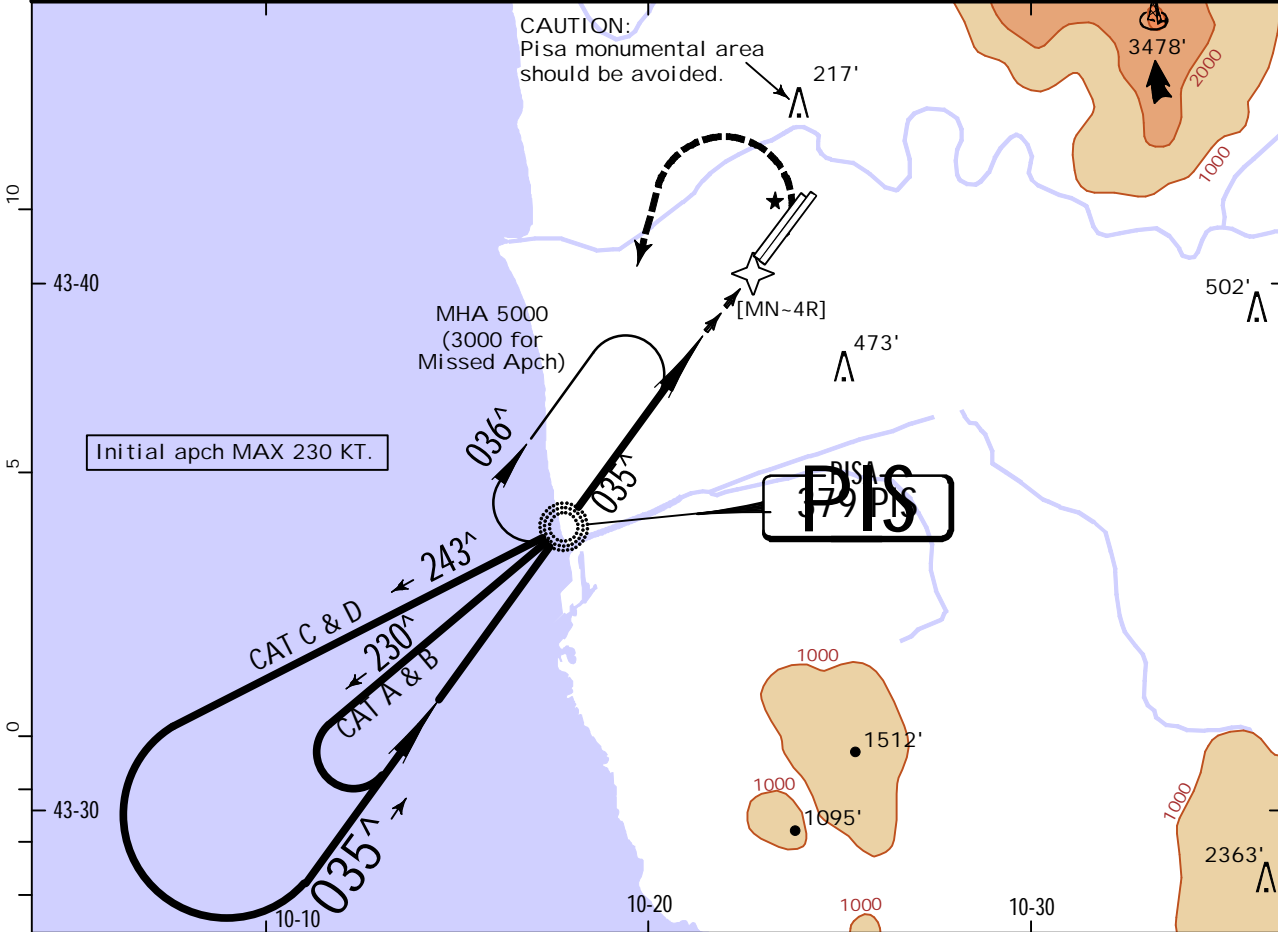 CAUTION:
Pisa monumental area
should be avoided.
217'
3478'
2000
1000
10
43-40
502'
[MN~4R]
MHA 5000
(3000 for
Missed Apch)
473'
036^
Initial apch MAX 230 KT.
5
035^
PISA
379 PIS
PIS
243^
CAT C & D
230^
CAT A & B
1000
1512'
0
1000
1095'
1000
43-30
035^
2363'
10-10
10-20
1000
10-30